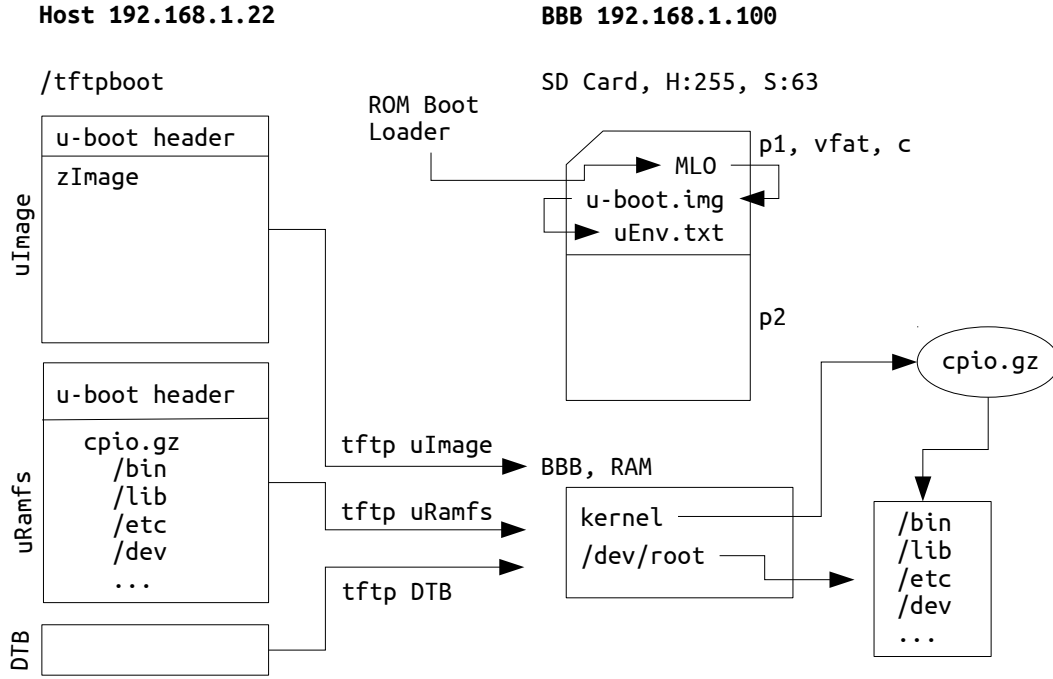 Host 192.168.1.22
/tftpboot
uImage
u-boot header
zImage
uRamfs
u-boot header
cpio.gz
/bin
/lib
/etc
/dev
...
DTB
tftp uImage
tftp uRamfs
tftp DTB
ROM Boot
Loader
BBB 192.168.1.100
SD Card, H:255, S:63
MLO
u-boot.img
uEnv.txt
p1, vfat, c
p2
BBB, RAM
kernel
/dev/root
cpio.gz
/bin
/lib
/etc
/dev
...